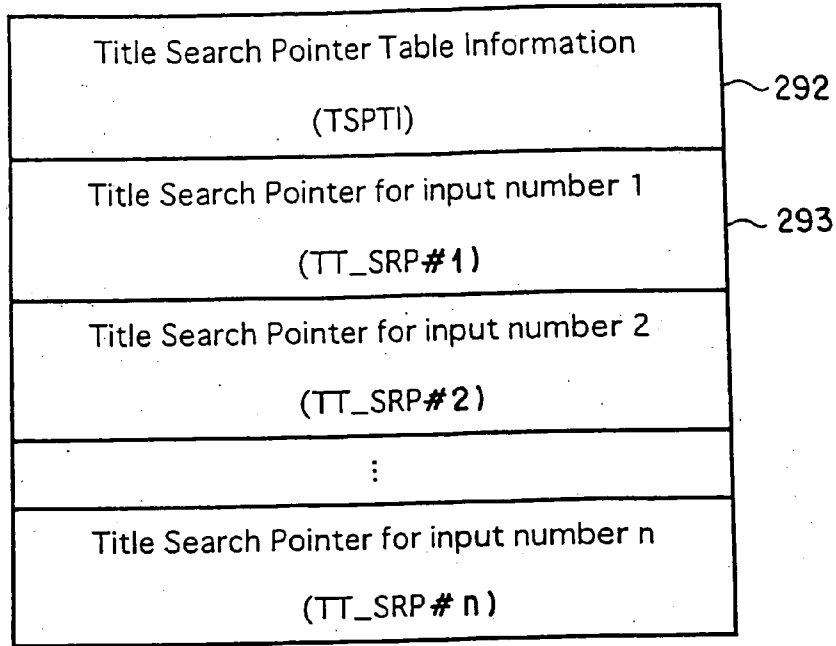 Title Search Pointer Table Information
(TSPTI)
292
Title Search Pointer for input number 1
(TT_SRP#1)
293
Title Search Pointer for input number 2
(TT_SRP#2)
⋮
Title Search Pointer for input number n
(TT_SRP#n)